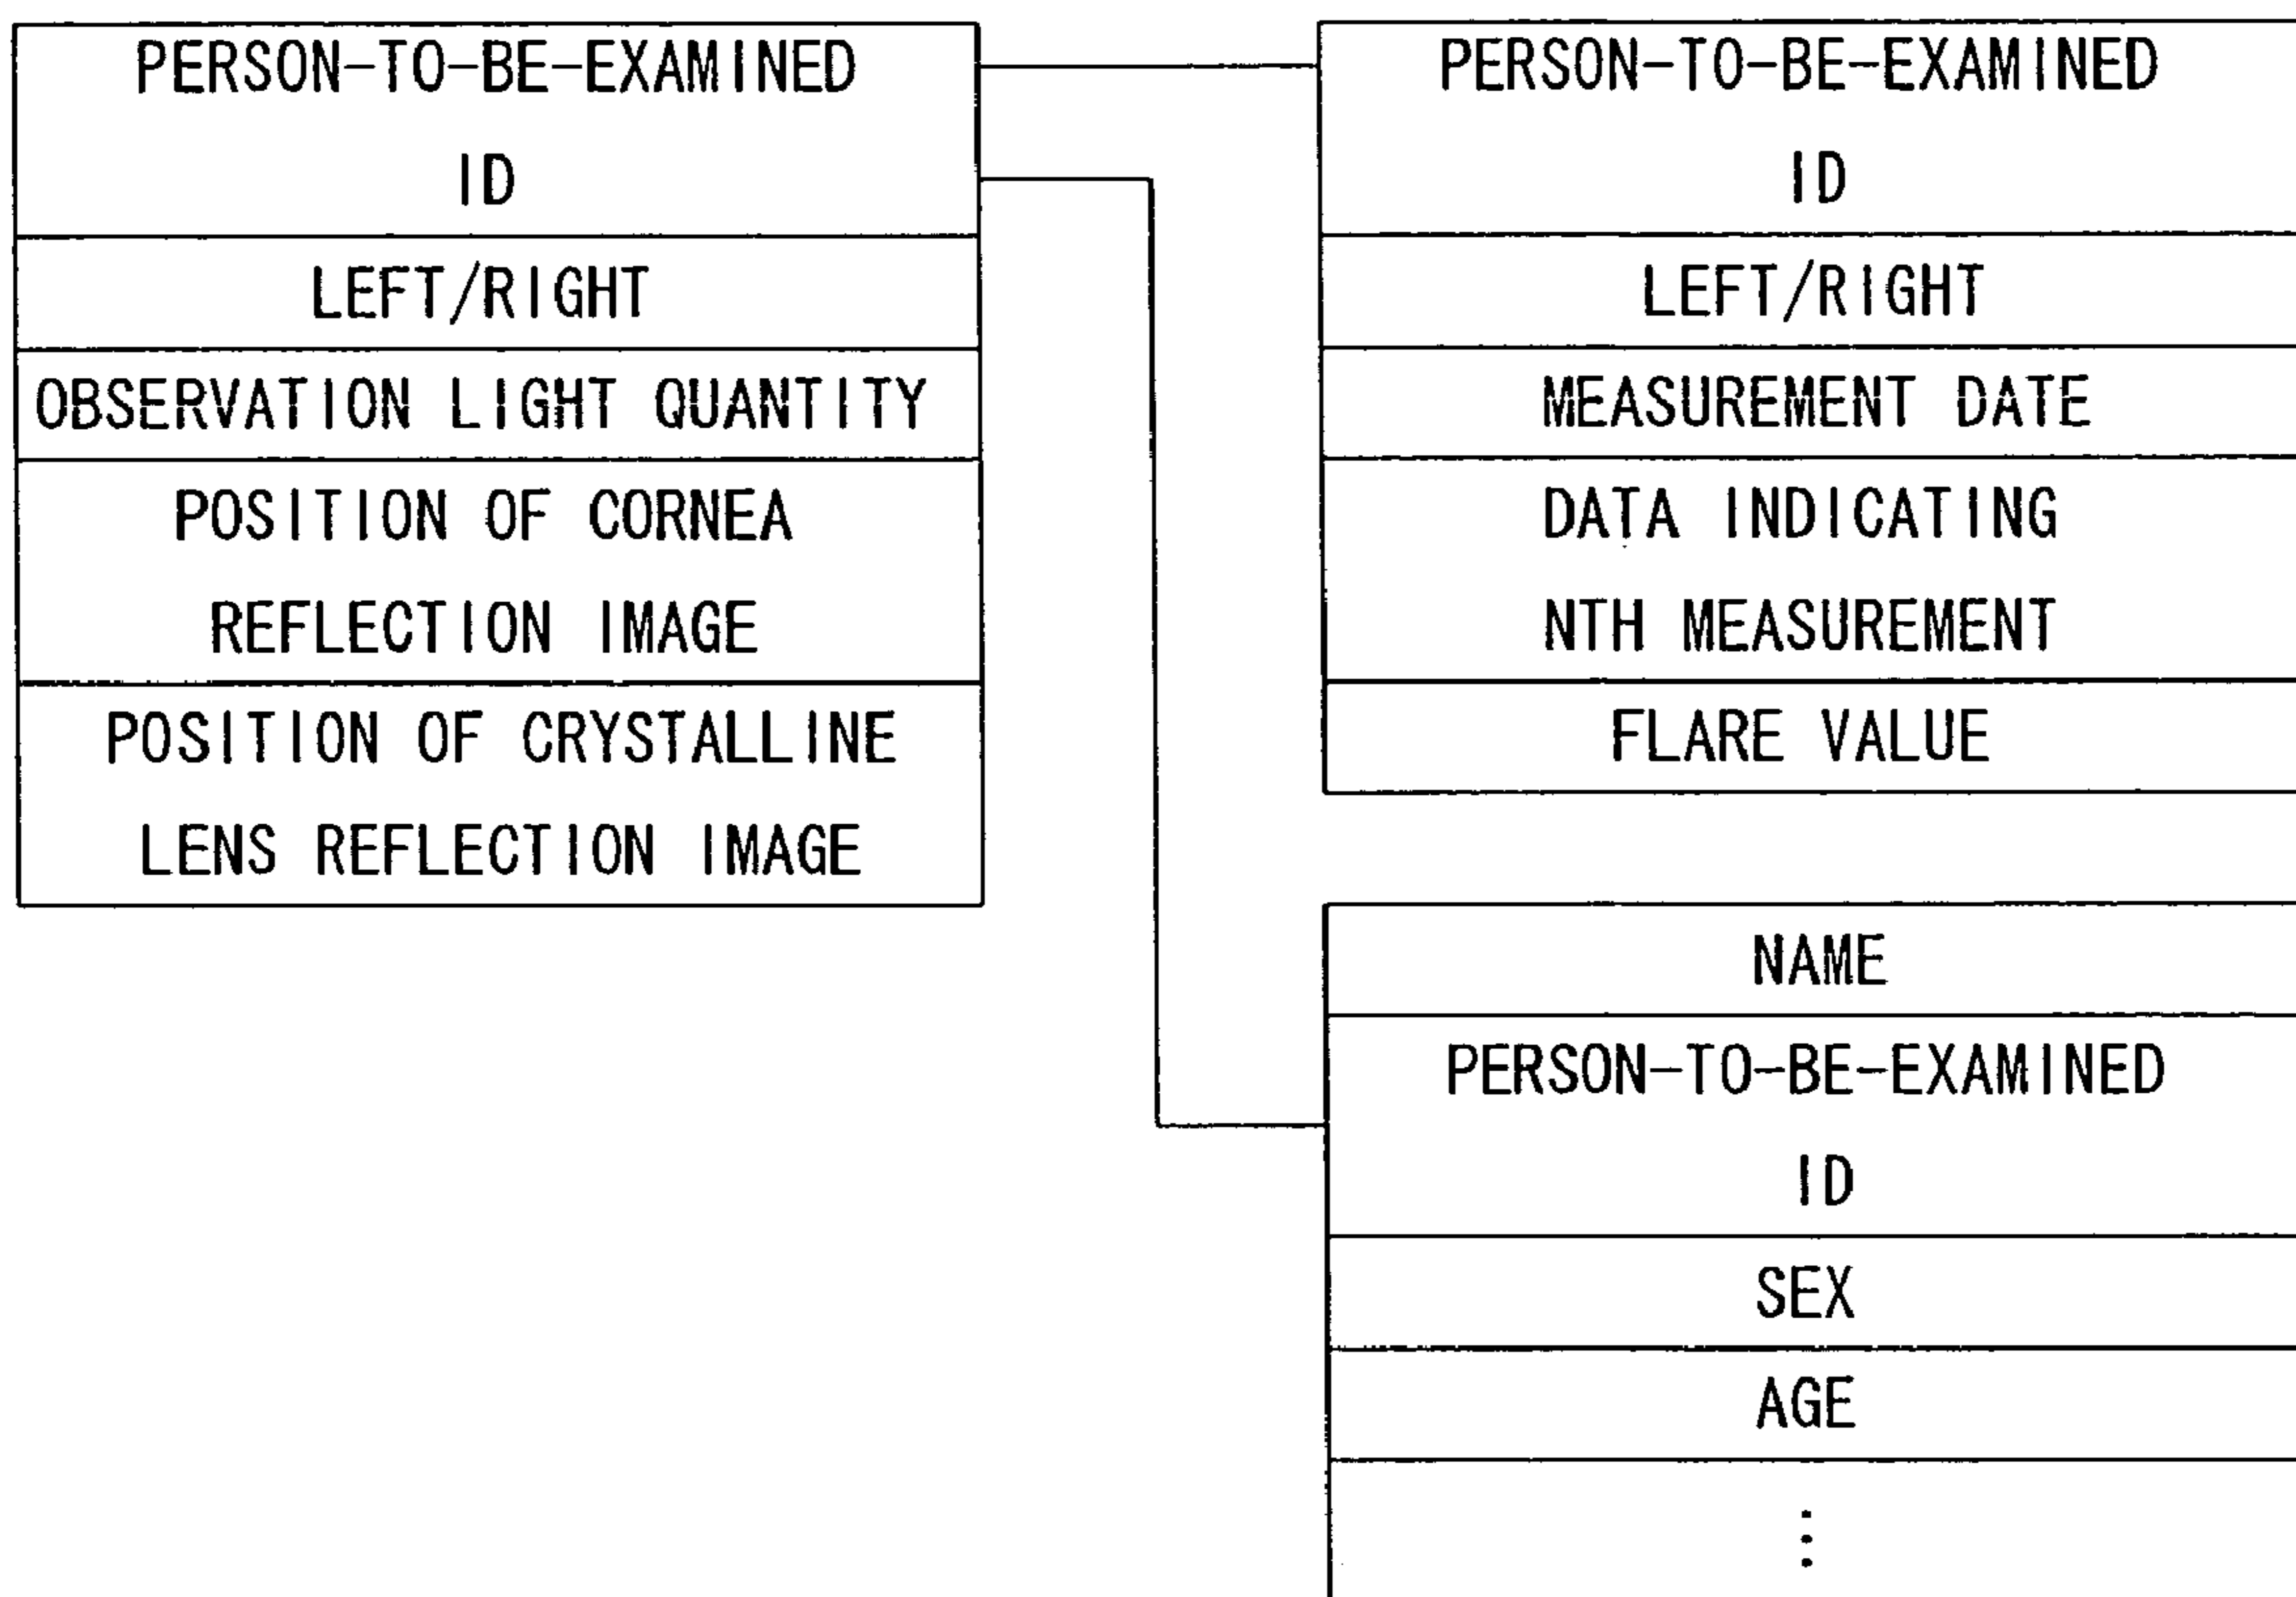 PERSON-TO-BE-EXAMINED
ID
LEFT/RIGHT
OBSERVATION LIGHT QUANTITY
POSITION OF CORNEA
REFLECTION IMAGE
POSITION OF CRYSTALLINE
LENS REFLECTION IMAGE
PERSON-TO-BE-EXAMINED
ID
LEFT/RIGHT
MEASUREMENT DATE
DATA INDICATING
NTH MEASUREMENT
FLARE VALUE
NAME
PERSON-TO-BE-EXAMINED
ID
SEX
AGE
⋮